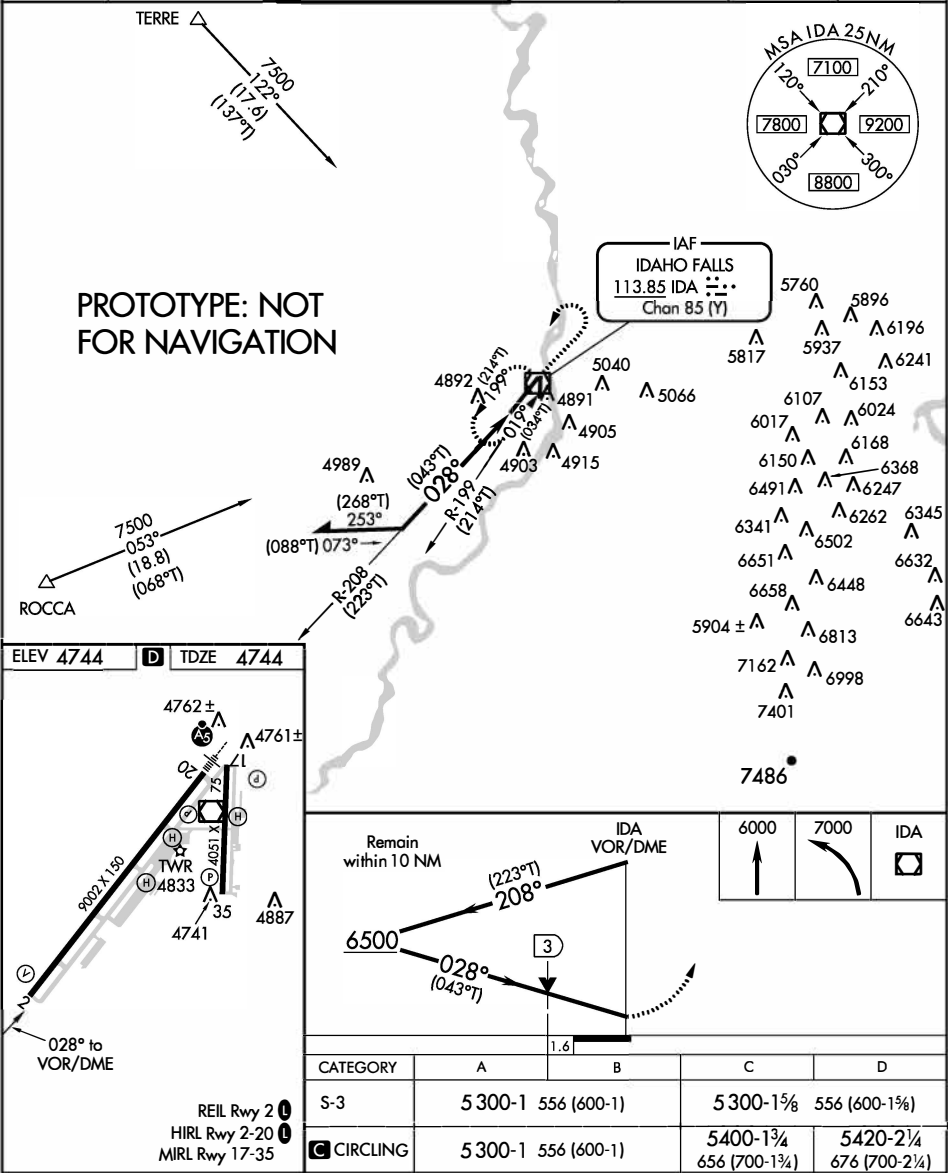 TERRE
7500
122°
(17.6)
(137°T)
MSA IDA 25NM
120°
7100
210°
7800
9200
030°
8800
300°
PROTOTYPE: NOT
FOR NAVIGATION
IAF
IDAHO FALLS
113.85 IDA
Chan 85 (Y)
5760
5896
5817
5937
6196
6241
6153
6107
6024
6017
6168
6150
6368
6491
6247
6341
6262
6345
6502
6651
6632
6448
6658
6643
5904 ±
6813
7162
6998
7401
7486
4892
(214°T)
199°
5040
4891
5066
019°
(034°T)
4905
4903
4915
4989
(043°T)
028°
R-199
(214°T)
(268°T)
253°
(088°T) 073°
R-208
(223°T)
7500
053°
(18.8)
(068°T)
ROCCA
ELEV 4744
D
TDZE 4744
4762 ±
A5
4761±
20
17
75
P
P
H
H
4051 X
TWR
4833
H
P
9002 X 150
35
4741
4887
V
2
028° to
VOR/DME
REIL Rwy 2 L
HIRL Rwy 2-20 L
MIRL Rwy 17-35
Remain
within 10 NM
IDA
VOR/DME
(223°T)
208°
6500
028°
(043°T)
3
1.6
6000
7000
IDA
CATEGORY A B C D
S-3 5300-1 556 (600-1) 5300-1⅝ 556 (600-1⅝)
C CIRCLING 5300-1 556 (600-1) 5400-1¾ 656 (700-1¾) 5420-2¼ 676 (700-2¼)